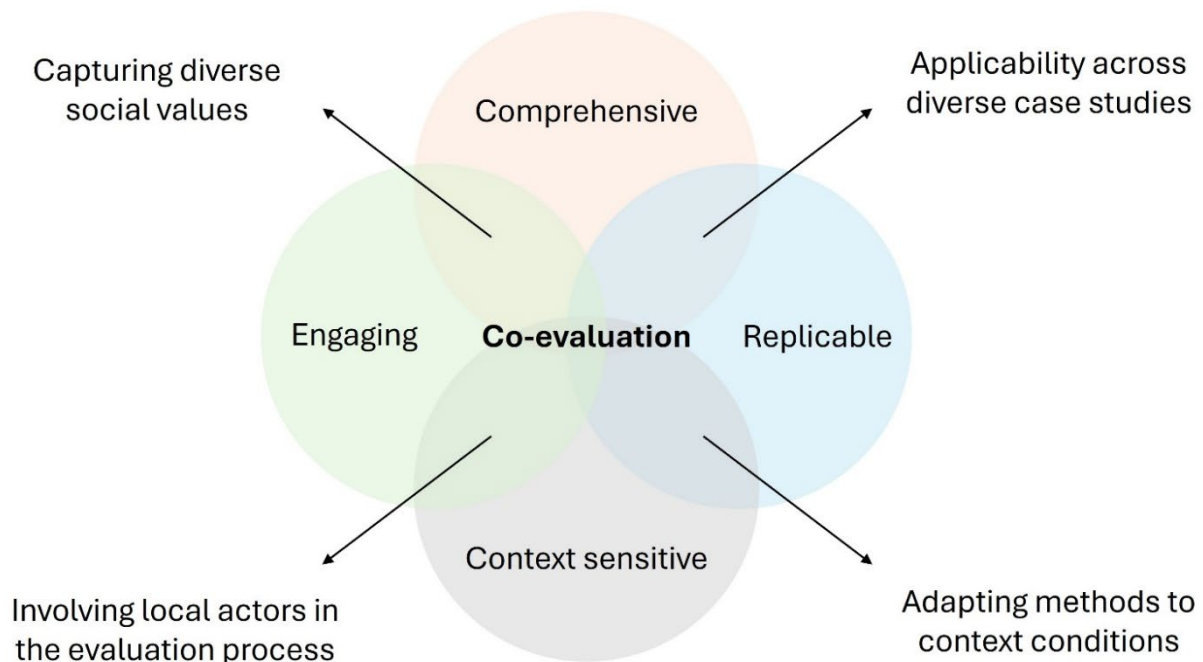 Capturing diverse
social values
Comprehensive
Applicability across
diverse case studies
Engaging
Co-evaluation
Replicable
Context sensitive
Involving local actors in
the evaluation process
Adapting methods to
context conditions